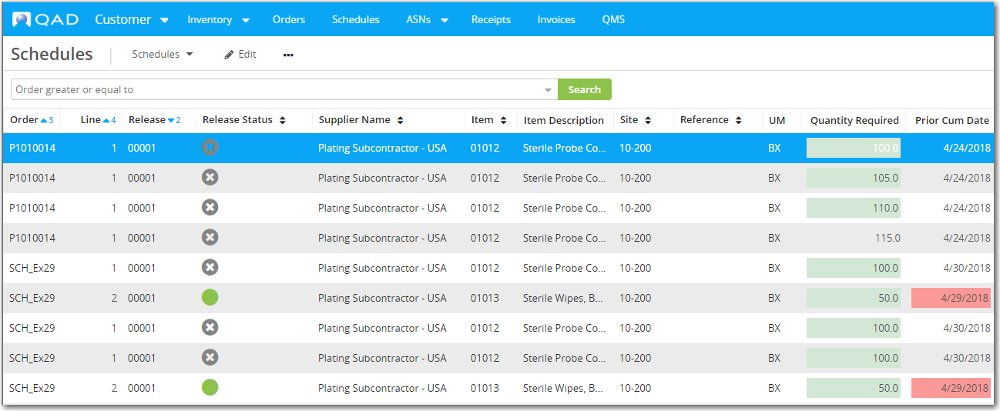 QAD Customer Inventory Orders Schedules ASNs Receipts Invoices QMS
Schedules Schedules Edit ...
Order greater or equal to Search
Order 3 Line 4 Release 2 Release Status Supplier Name Item Item Description Site Reference UM Quantity Required Prior Cum Date
P1010014 1 00001 Plating Subcontractor - USA 01012 Sterile Probe Co... 10-200 BX 100.0 4/24/2018
P1010014 1 00001 Plating Subcontractor - USA 01012 Sterile Probe Co... 10-200 BX 105.0 4/24/2018
P1010014 1 00001 Plating Subcontractor - USA 01012 Sterile Probe Co... 10-200 BX 110.0 4/24/2018
P1010014 1 00001 Plating Subcontractor - USA 01012 Sterile Probe Co... 10-200 BX 115.0 4/24/2018
SCH_Ex29 1 00001 Plating Subcontractor - USA 01012 Sterile Probe Co... 10-200 BX 100.0 4/30/2018
SCH_Ex29 2 00001 Plating Subcontractor - USA 01013 Sterile Wipes, B... 10-200 BX 50.0 4/29/2018
SCH_Ex29 1 00001 Plating Subcontractor - USA 01012 Sterile Probe Co... 10-200 BX 100.0 4/30/2018
SCH_Ex29 1 00001 Plating Subcontractor - USA 01012 Sterile Probe Co... 10-200 BX 100.0 4/30/2018
SCH_Ex29 2 00001 Plating Subcontractor - USA 01013 Sterile Wipes, B... 10-200 BX 50.0 4/29/2018